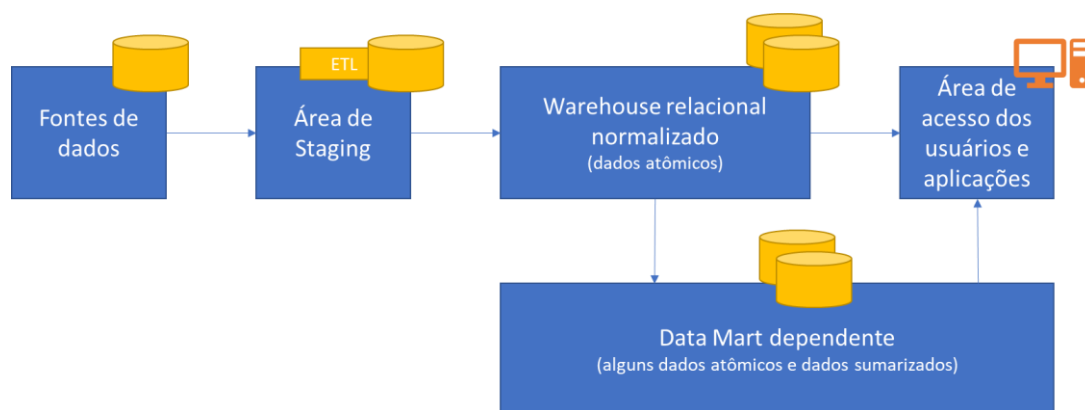 Fontes de
dados
ETL
Área de
Staging
Warehouse relacional
normalizado
(dados atômicos)
Área de
acesso dos
usuários e
aplicações
Data Mart dependente
(alguns dados atômicos e dados sumarizados)